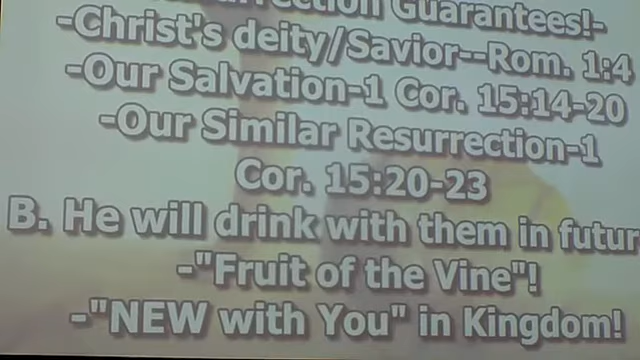 Guarantees!-
-Christ's deity/Savior--Rom. 1:4
-Our Salvation-1 Cor. 15:14-20
-Our Similar Resurrection-1
Cor. 15:20-23
B. He will drink with them in futur
-"Fruit of the Vine"!
-"NEW with You" in Kingdom!